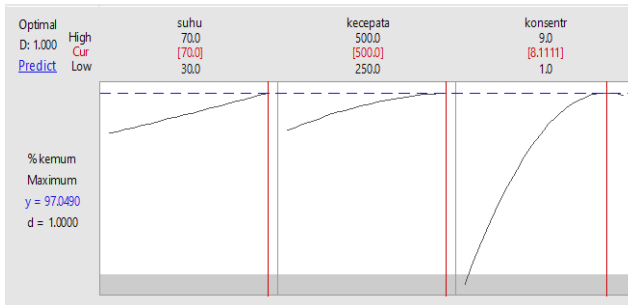 Optimal
D: 1.000
Predict
High
Cur
Low
suhu
70.0
[70.0]
30.0
kecepata
500.0
[500.0]
250.0
konsentr
9.0
[8.1111]
1.0
% kemum
Maximum
y = 97.0490
d = 1.0000